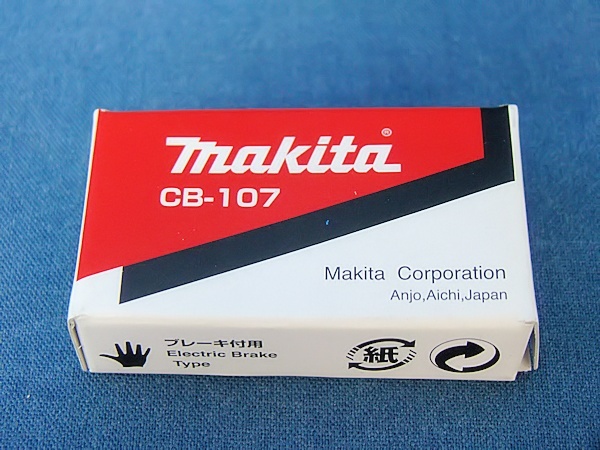 makita®
CB-107
Makita Corporation
Anjo,Aichi,Japan
ブレーキ付用
Electric Brake
Type
紙